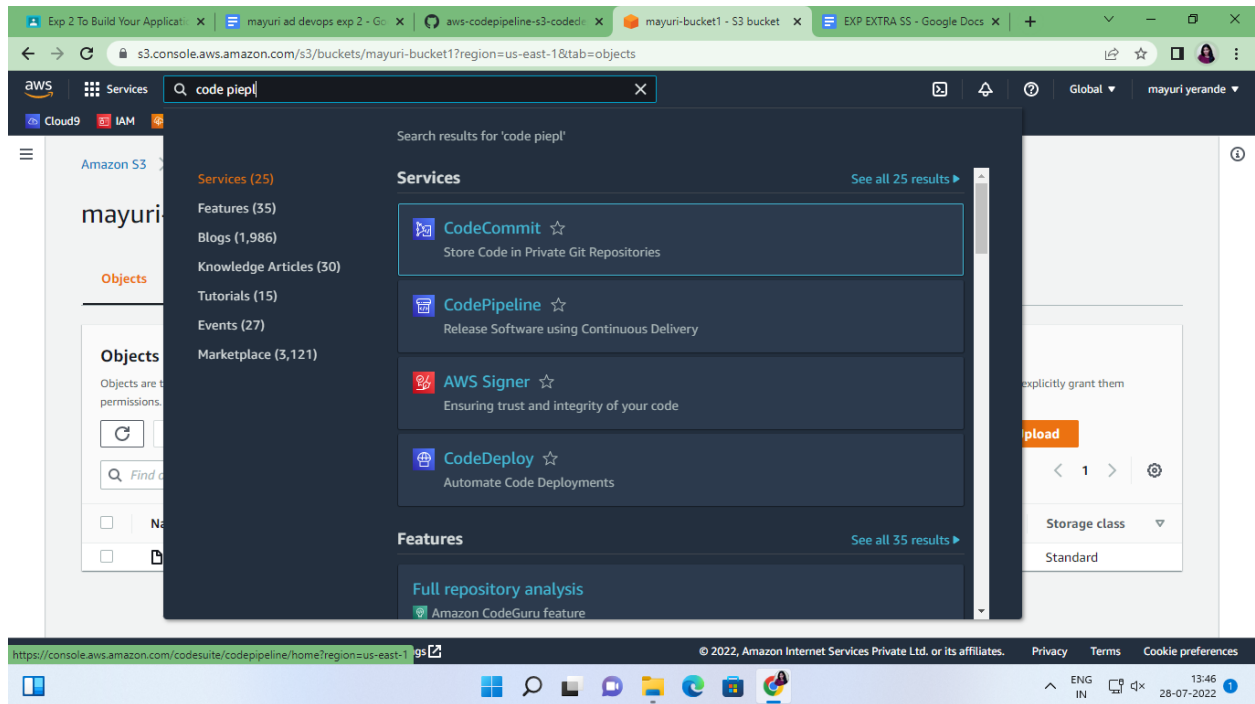 Exp 2 To Build Your Applicatio
mayuri ad devops exp 2 - Go
aws-codepipeline-s3-codede
mayuri-bucket1 - S3 bucket
EXP EXTRA SS - Google Docs
s3.console.aws.amazon.com/s3/buckets/mayuri-bucket1?region=us-east-1&tab=objects
aws
Services
code piepl
Global
mayuri yerande
Cloud9
IAM
Search results for 'code piepl'
Amazon S3
Services (25)
Features (35)
Blogs (1,986)
Knowledge Articles (30)
Tutorials (15)
Events (27)
Marketplace (3,121)
Services
See all 25 results
CodeCommit
Store Code in Private Git Repositories
CodePipeline
Release Software using Continuous Delivery
AWS Signer
Ensuring trust and integrity of your code
CodeDeploy
Automate Code Deployments
Features
See all 35 results
Full repository analysis
Amazon CodeGuru feature
mayuri-
Objects
Objects
Objects are t
explicitly grant them
permissions.
pload
Find
1
Na
Storage class
Standard
https://console.aws.amazon.com/codesuite/codepipeline/home?region=us-east-1
gs
© 2022, Amazon Internet Services Private Ltd. or its affiliates.
Privacy
Terms
Cookie preferences
ENG
IN
13:46
28-07-2022
1